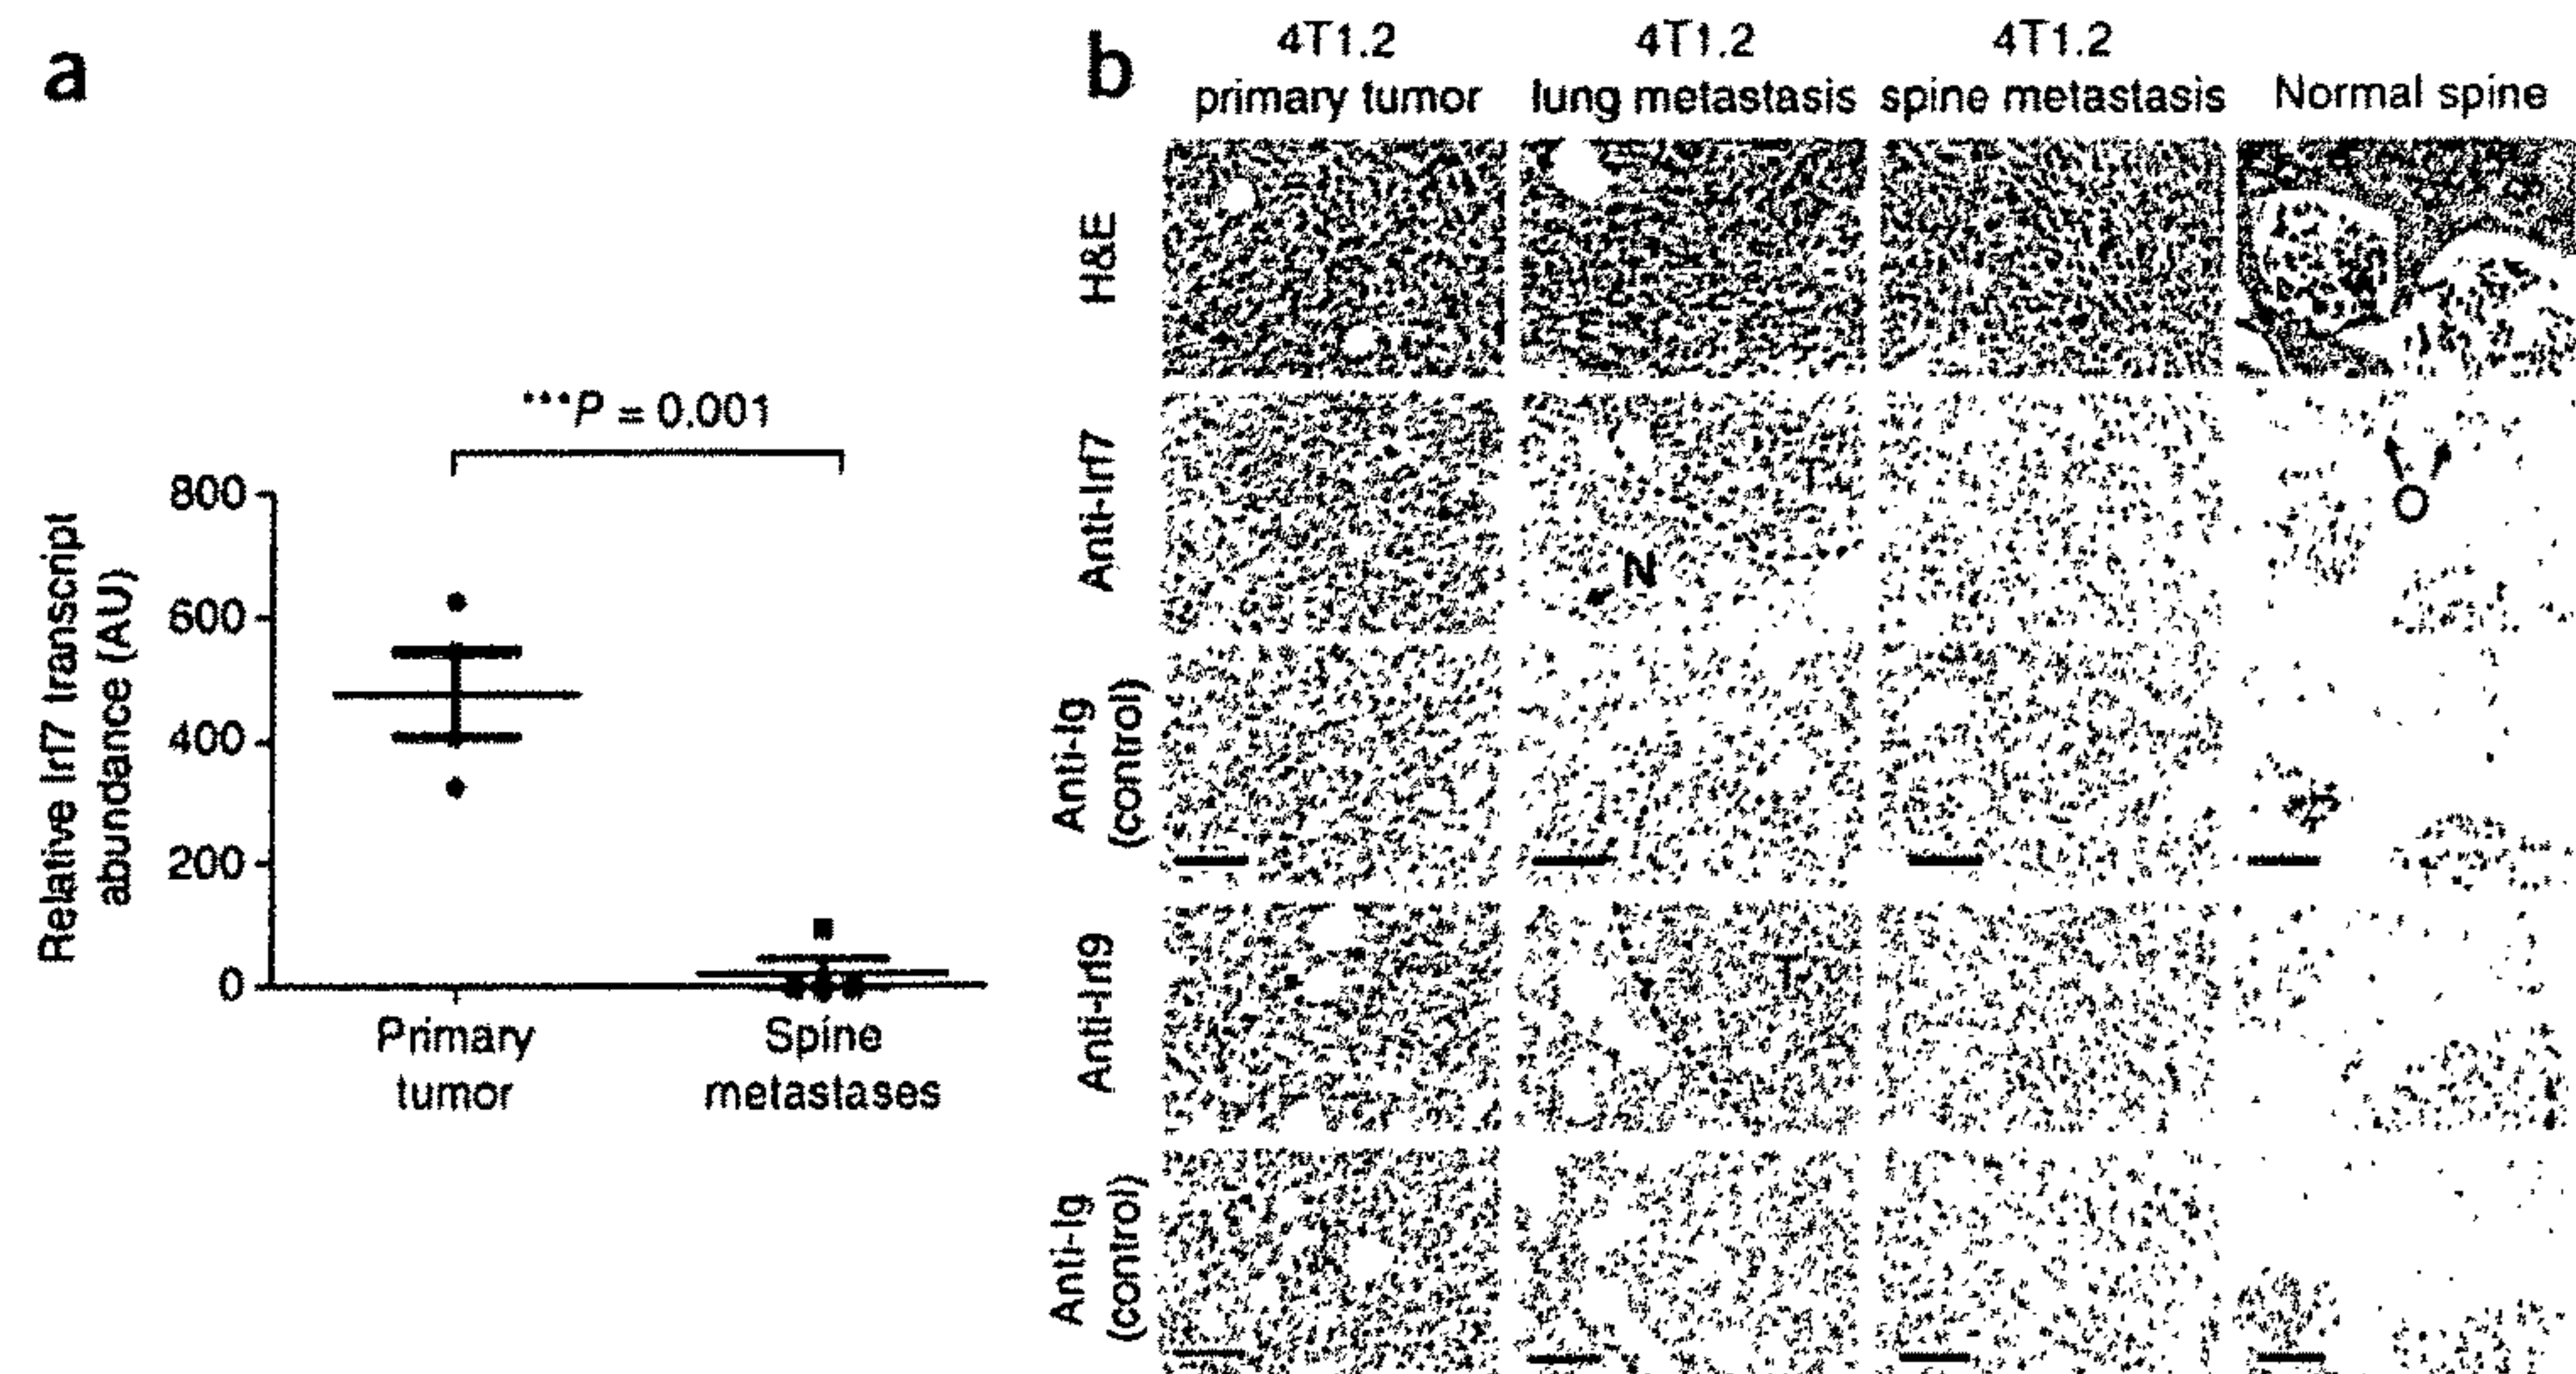 a
***P = 0.001
Relative Irf7 transcript
abundance (AU)
800
600
400
200
0
Primary
tumor
Spine
metastases
b
4T1.2
primary tumor
4T1.2
lung metastasis
4T1.2
spine metastasis
Normal spine
H&E
Anti-Irf7
T
N
O
Anti-Ig
(control)
Anti-Irf9
T
Anti-Ig
(control)